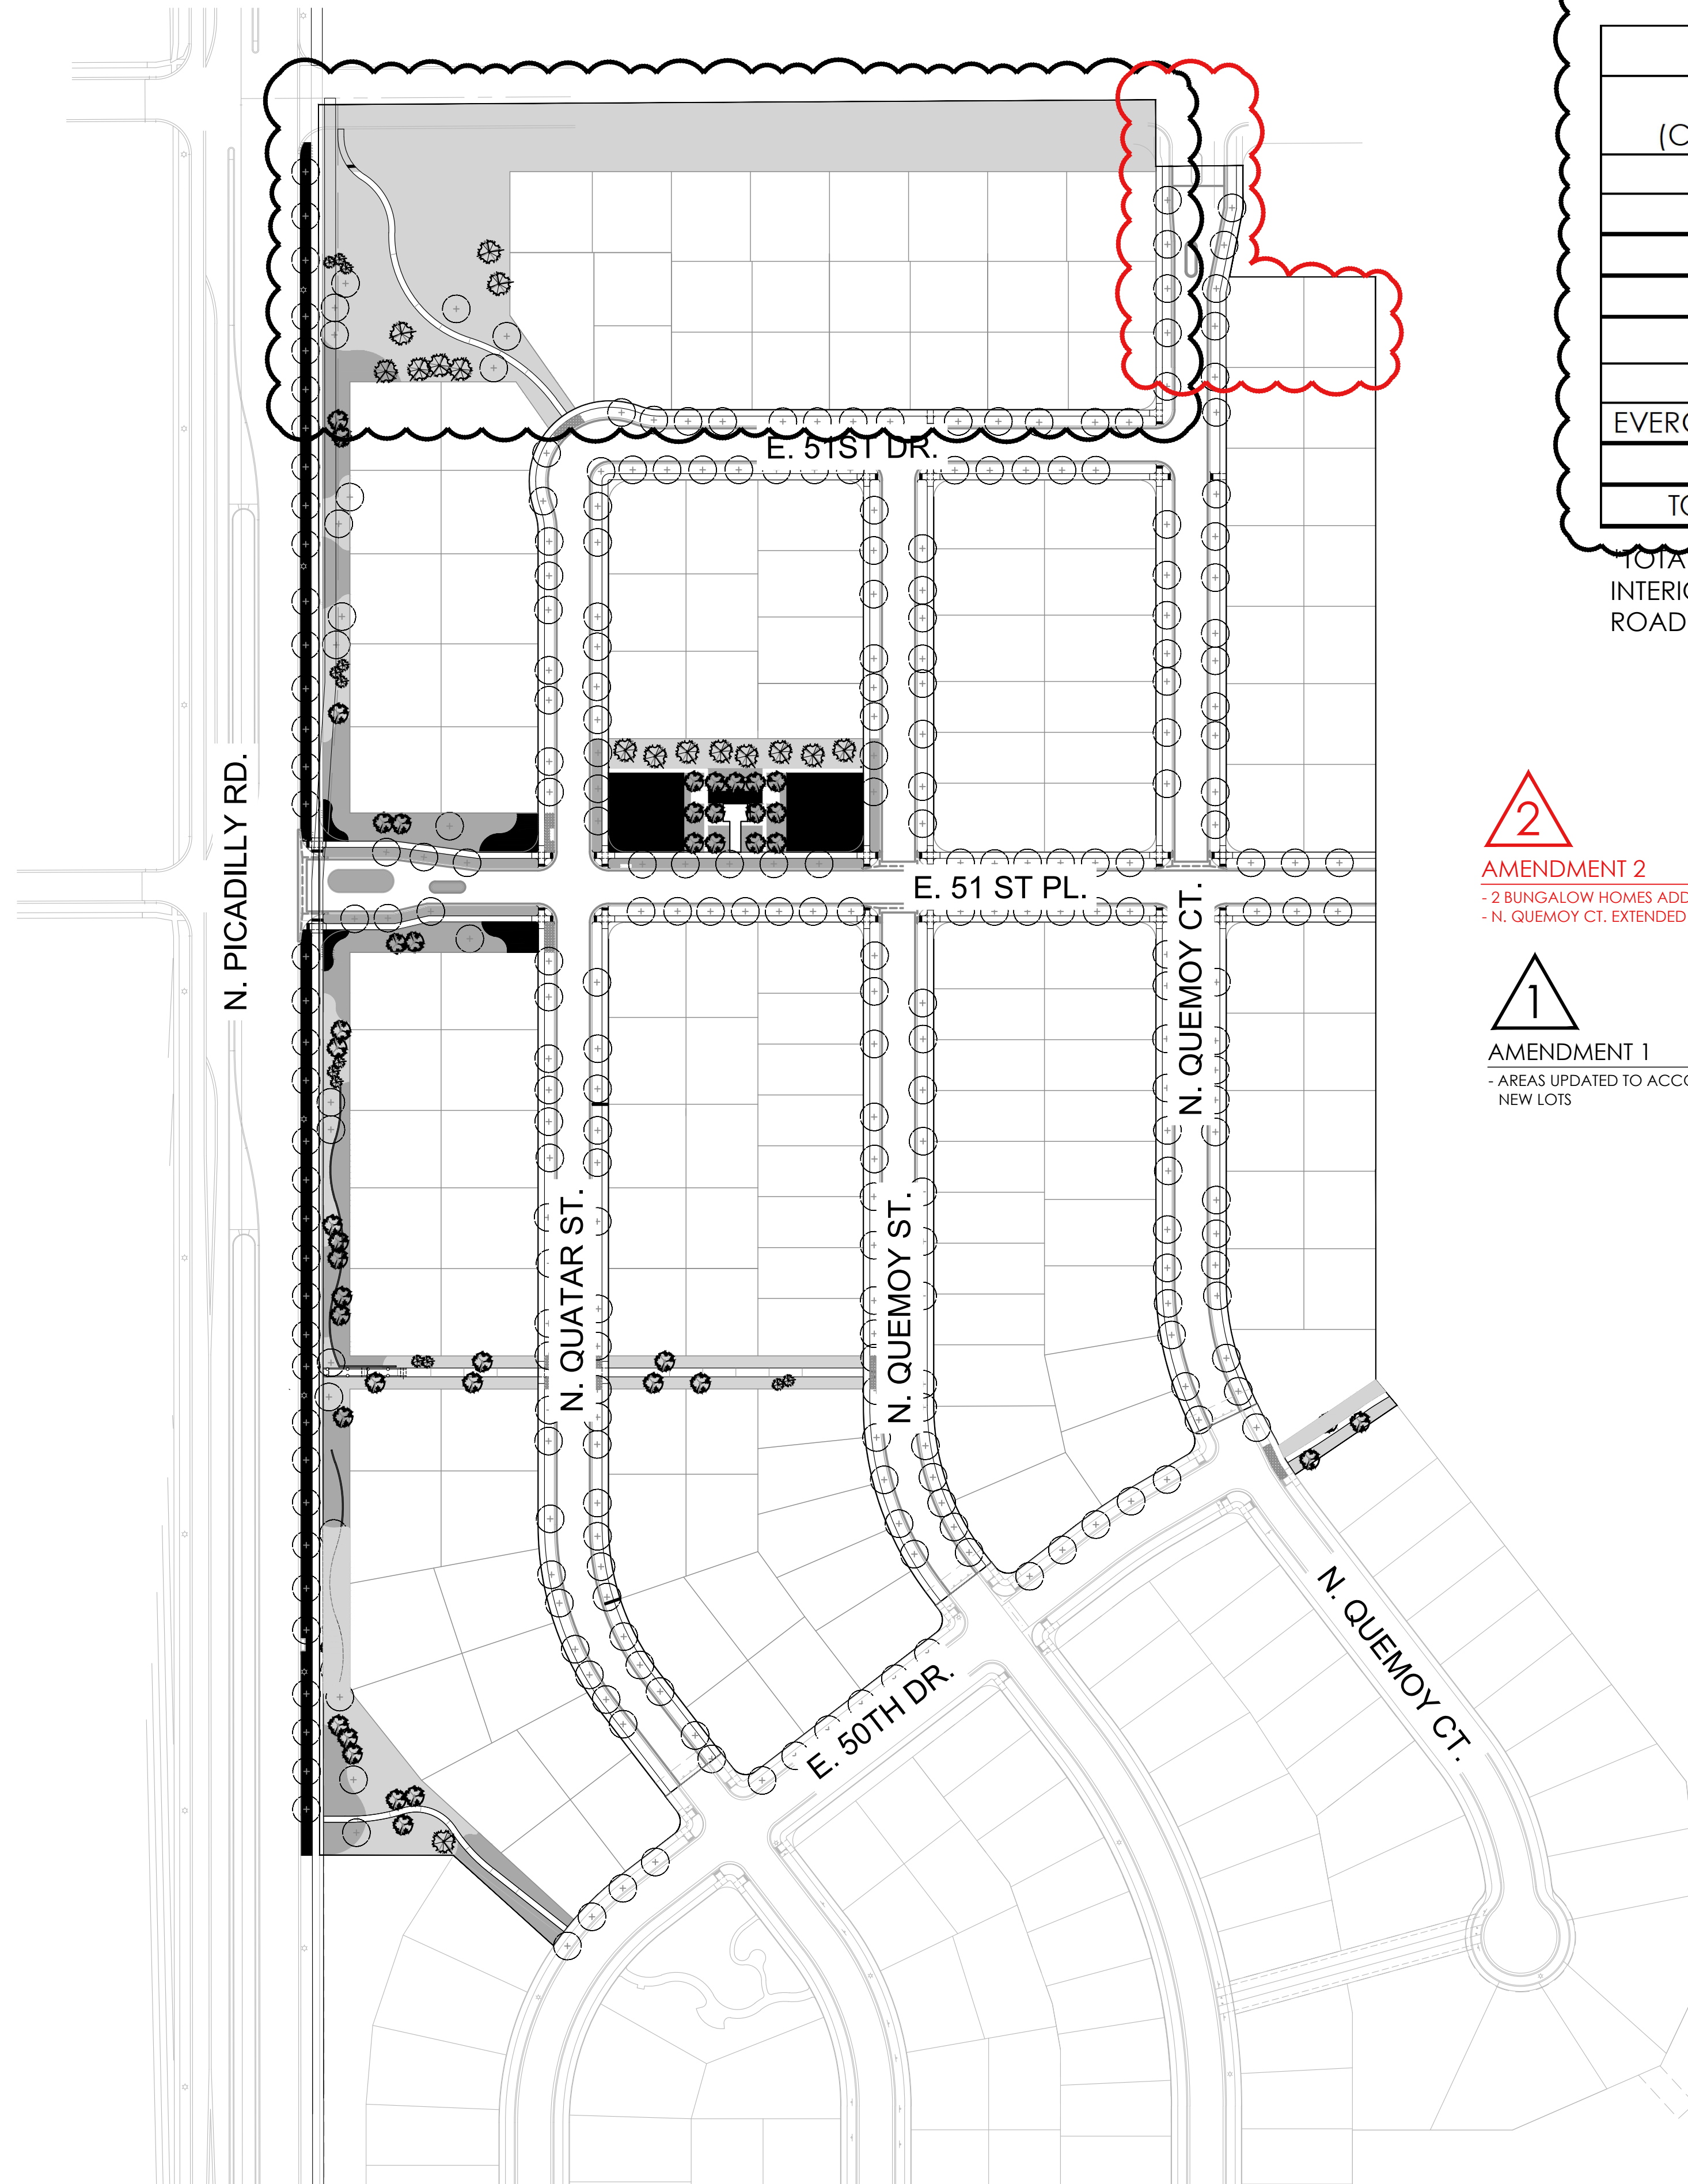 (C
EVERG
TO
*TOTA
INTERIO
ROAD
E. 51ST DR.
N. PICADILLY RD.
2
AMENDMENT 2
- 2 BUNGALOW HOMES ADD
- N. QUEMOY CT. EXTENDED
E. 51 ST PL.
N. QUEMOY CT.
1
AMENDMENT 1
- AREAS UPDATED TO ACCO
NEW LOTS
N. QUATAR ST.
N. QUEMOY ST.
N. QUEMOY CT.
E. 50TH DR.